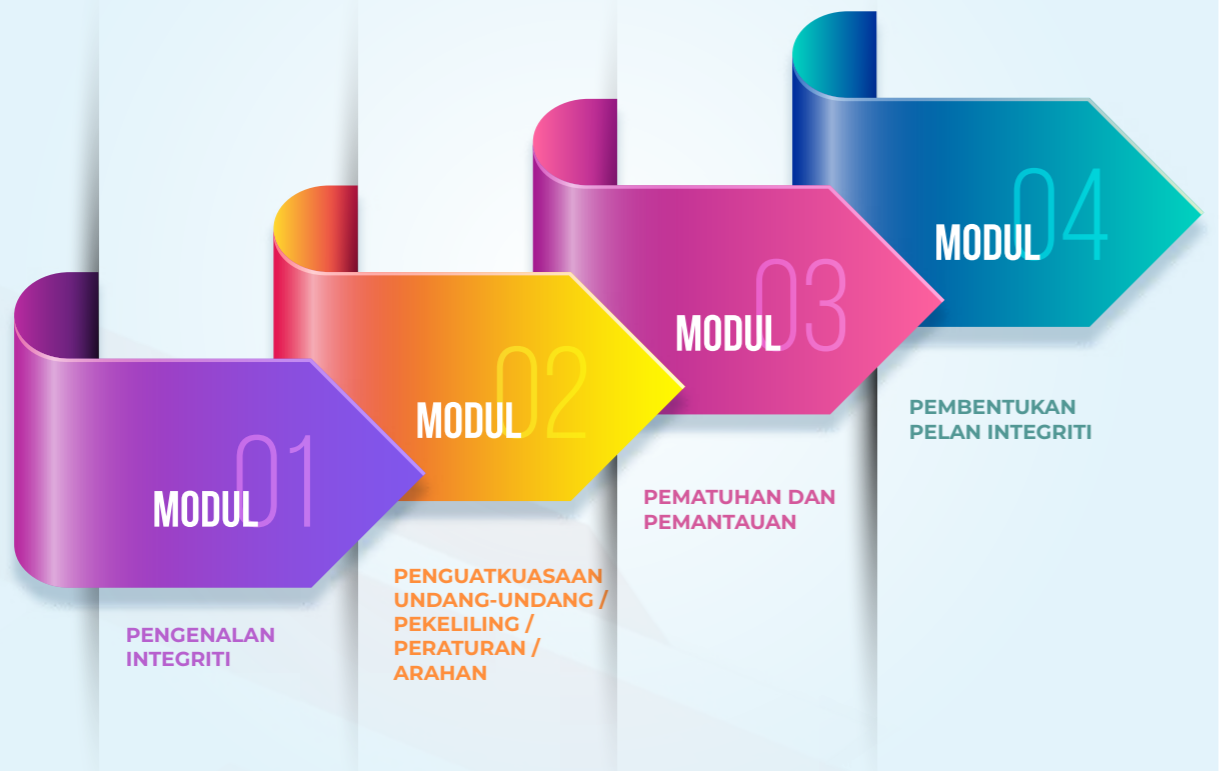 MODUL 01
PENGENALAN
INTEGRITI
MODUL 02
PENGUATKUASAAN
UNDANG-UNDANG /
PEKELILING /
PERATURAN /
ARAHAN
MODUL 03
PEMATUHAN DAN
PEMANTAUAN
MODUL 04
PEMBENTUKAN
PELAN INTEGRITI